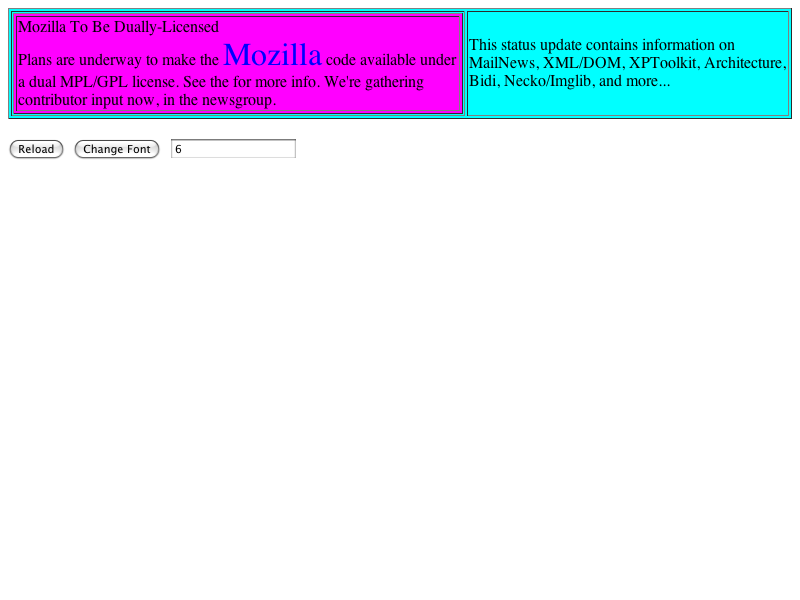 Mozilla To Be Dually-Licensed
Plans are underway to make the Mozilla code available under
a dual MPL/GPL license. See the for more info. We're gathering
contributor input now, in the newsgroup.
This status update contains information on
MailNews, XML/DOM, XPToolkit, Architecture,
Bidi, Necko/Imglib, and more...
Reload Change Font 6